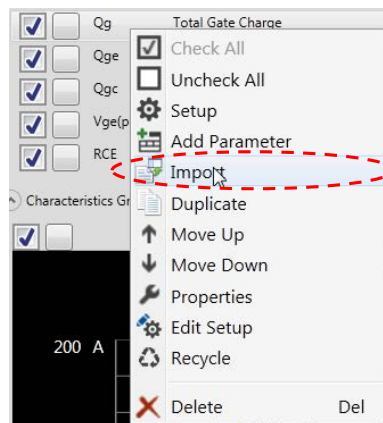 Qg Total Gate Charge
Qge
Qgc
Vge(p
RCE
Check All
Uncheck All
Setup
Add Parameter
Import
Duplicate
Move Up
Move Down
Properties
Edit Setup
Recycle
Delete Del
Characteristics Gr
200 A